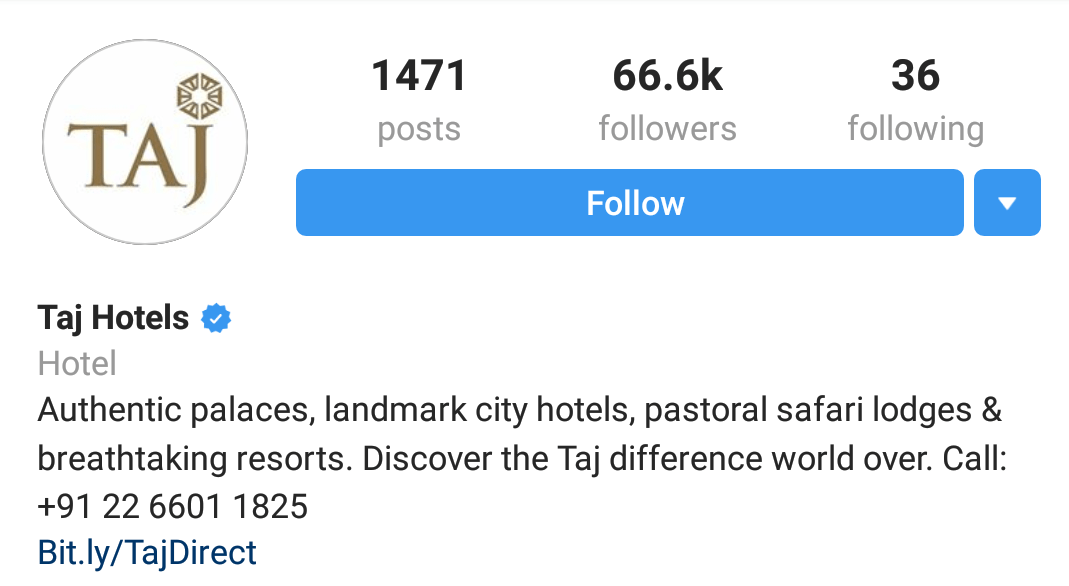 TAJ
1471
posts
66.6k
followers
36
following
Follow
Taj Hotels
Hotel
Authentic palaces, landmark city hotels, pastoral safari lodges &
breathtaking resorts. Discover the Taj difference world over. Call:
+91 22 6601 1825
Bit.ly/TajDirect